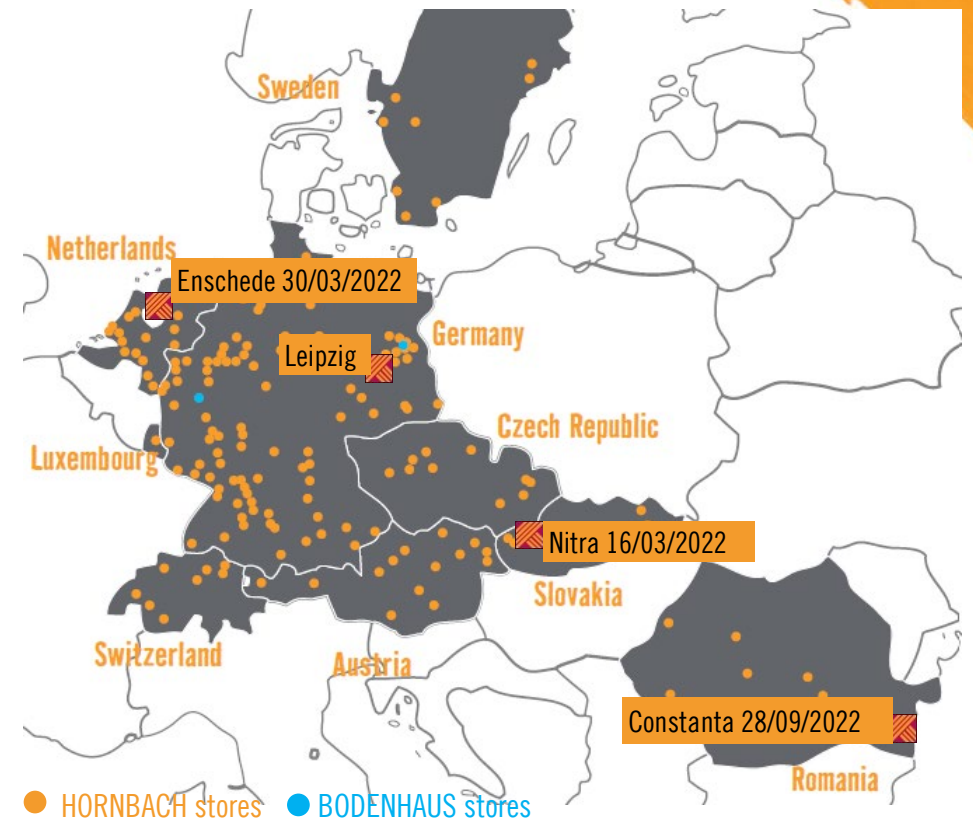 Sweden
Netherlands
Enschede 30/03/2022
Germany
Leipzig
Czech Republic
Luxembourg
Nitra 16/03/2022
Slovakia
Switzerland
Austria
Constanta 28/09/2022
Romania
HORNBACH stores
BODENHAUS stores